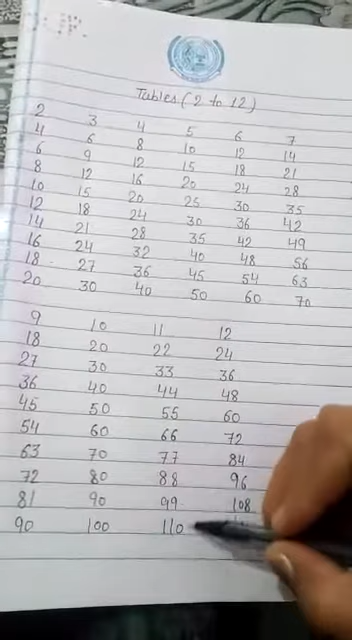 Tables (2 to 12)
2 3 4 5 6 7
4 6 8 10 12 14
6 9 12 15 18 21
8 12 16 20 24 28
10 15 20 25 30 35
12 18 24 30 36 42
14 21 28 35 42 49
16 24 32 40 48 56
18 27 36 45 54 63
20 30 40 50 60 70
9 10 11 12
18 20 22 24
27 30 33 36
36 40 44 48
45 50 55 60
54 60 66 72
63 70 77 84
72 80 88 96
81 90 99 108
90 100 110